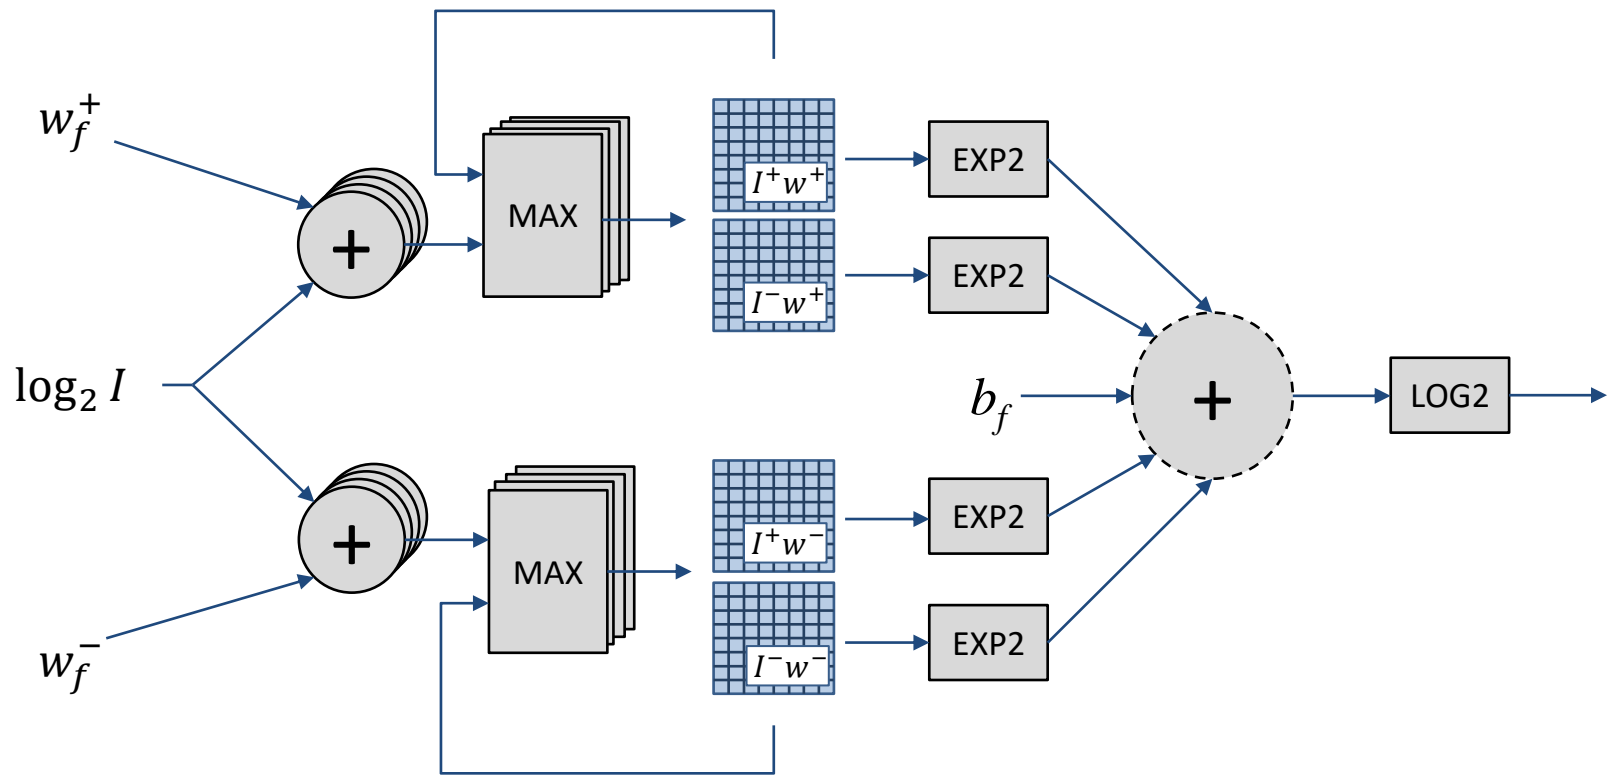 w_f^+
+
MAX
I^+w^+
I^-w^+
EXP2
EXP2
log_2 I
b_f
+
LOG2
+
MAX
I^+w^-
I^-w^-
EXP2
EXP2
w_f^-